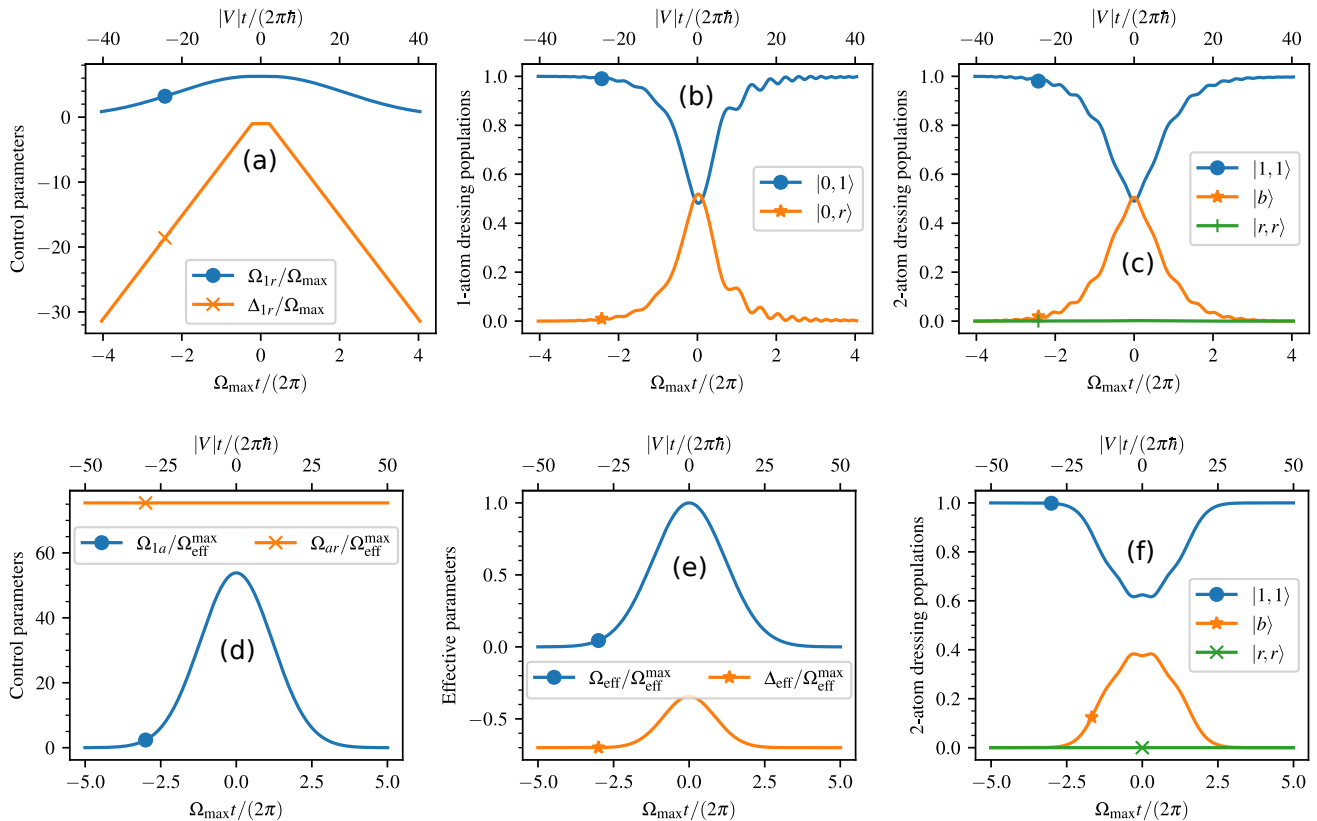 |V|t/(2πℏ)
−40 −20 0 20 40
0
−10
−20
−30
Control parameters
(a)
Ω1r/Ωmax
Δ1r/Ωmax
−4 −2 0 2 4
Ωmaxt/(2π)
|V|t/(2πℏ)
−40 −20 0 20 40
1.0
0.8
0.6
0.4
0.2
0.0
1-atom dressing populations
(b)
|0,1⟩
|0,r⟩
−4 −2 0 2 4
Ωmaxt/(2π)
|V|t/(2πℏ)
−40 −20 0 20 40
1.0
0.8
0.6
0.4
0.2
0.0
2-atom dressing populations
|1,1⟩
|b⟩
|r,r⟩
(c)
−4 −2 0 2 4
Ωmaxt/(2π)
|V|t/(2πℏ)
−50 −25 0 25 50
60
40
20
0
Control parameters
Ω1a/Ωeffmax Ωar/Ωeffmax
(d)
−5.0 −2.5 0.0 2.5 5.0
Ωmaxt/(2π)
|V|t/(2πℏ)
−50 −25 0 25 50
1.0
0.5
0.0
−0.5
Effective parameters
(e)
Ωeff/Ωeffmax Δeff/Ωeffmax
−5.0 −2.5 0.0 2.5 5.0
Ωmaxt/(2π)
|V|t/(2πℏ)
−50 −25 0 25 50
1.0
0.8
0.6
0.4
0.2
0.0
2-atom dressing populations
(f)
|1,1⟩
|b⟩
|r,r⟩
−5.0 −2.5 0.0 2.5 5.0
Ωmaxt/(2π)